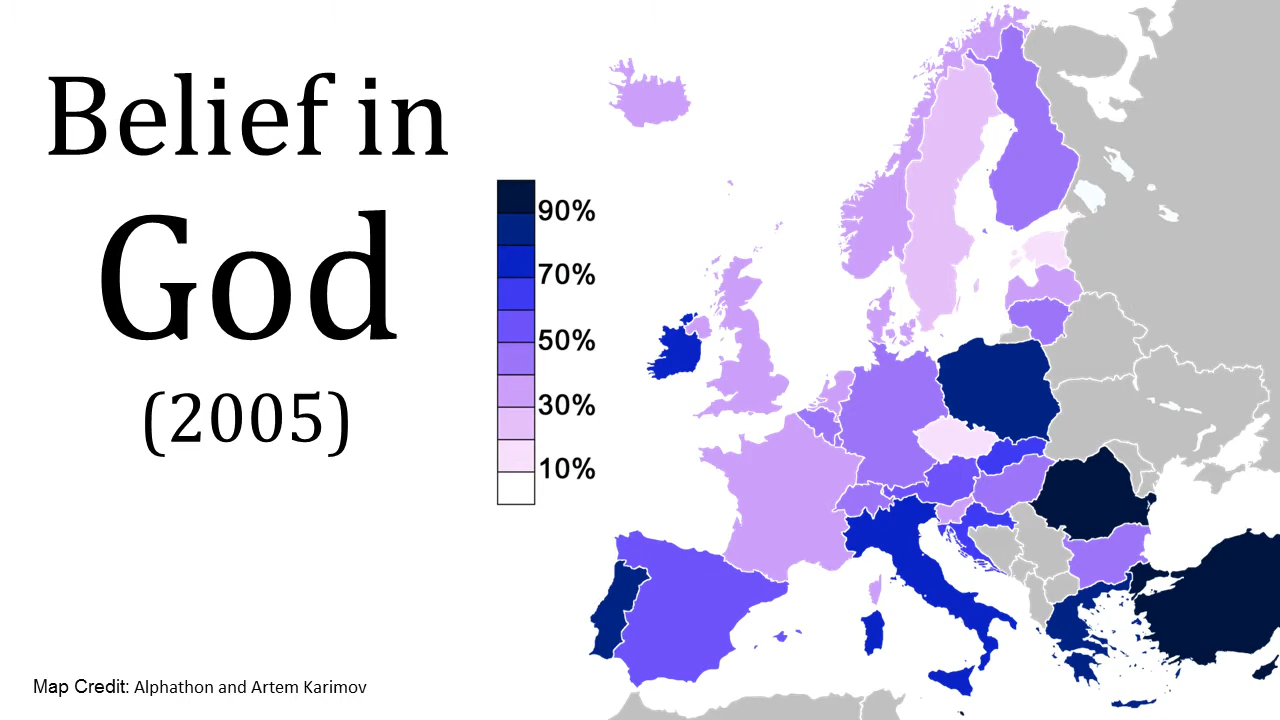 Belief in
God
(2005)
90%
70%
50%
30%
10%
Map Credit: Alphathon and Artem Karimov